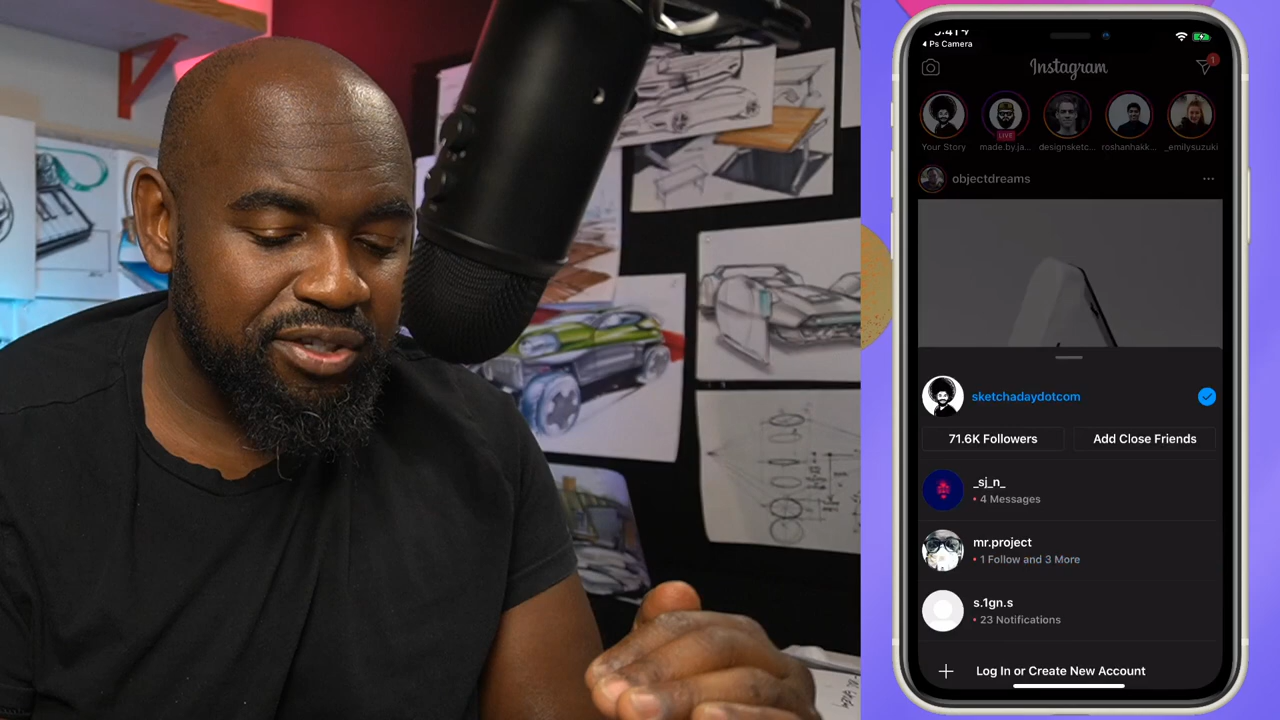 Ps Camera
Instagram
1
Your Story
LIVE
made.by.ja...
designsketc...
roshanhakk...
_emilysuzuki
objectdreams
sketchadaydotcom
71.6K Followers
Add Close Friends
_sj_n_
4 Messages
mr.project
1 Follow and 3 More
s.1gn.s
23 Notifications
Log In or Create New Account